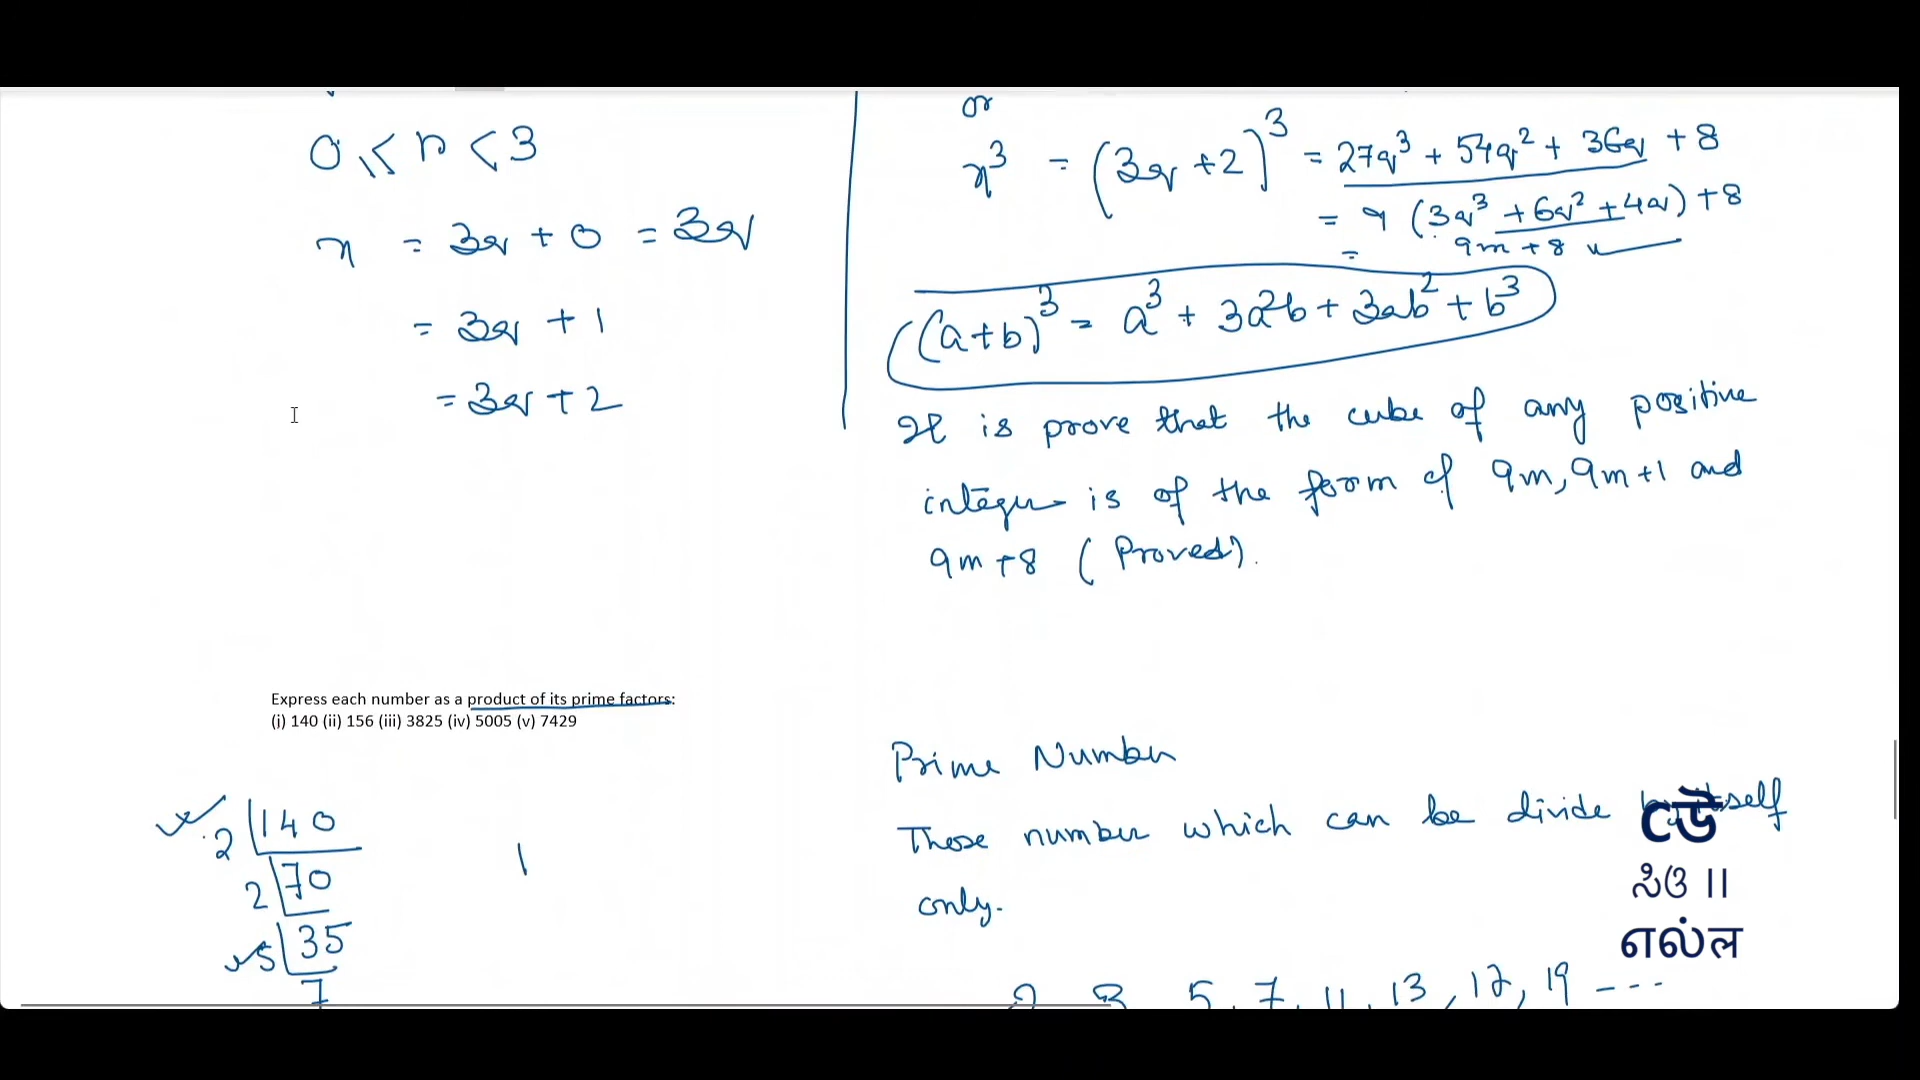 0 ≤ r < 3
x = 3q + 0 = 3q
= 3q + 1
= 3q + 2
or
x³ = (3q + 2)³ = 27q³ + 54q² + 36q + 8
= 9 (3q³ + 6q² + 4q) + 8
= 9m + 8
(a+b)³ = a³ + 3a²b + 3ab² + b³
It is prove that the cube of any positive
integer is of the form of 9m, 9m+1 and
9m+8 (Proved).
Express each number as a product of its prime factors:
(i) 140 (ii) 156 (iii) 3825 (iv) 5005 (v) 7429
2 | 140
2 | 70
5 | 35
7
1
Prime Number
Those number which can be divide by itself
only.
2, 3, 5, 7, 11, 13, 17, 19 ---